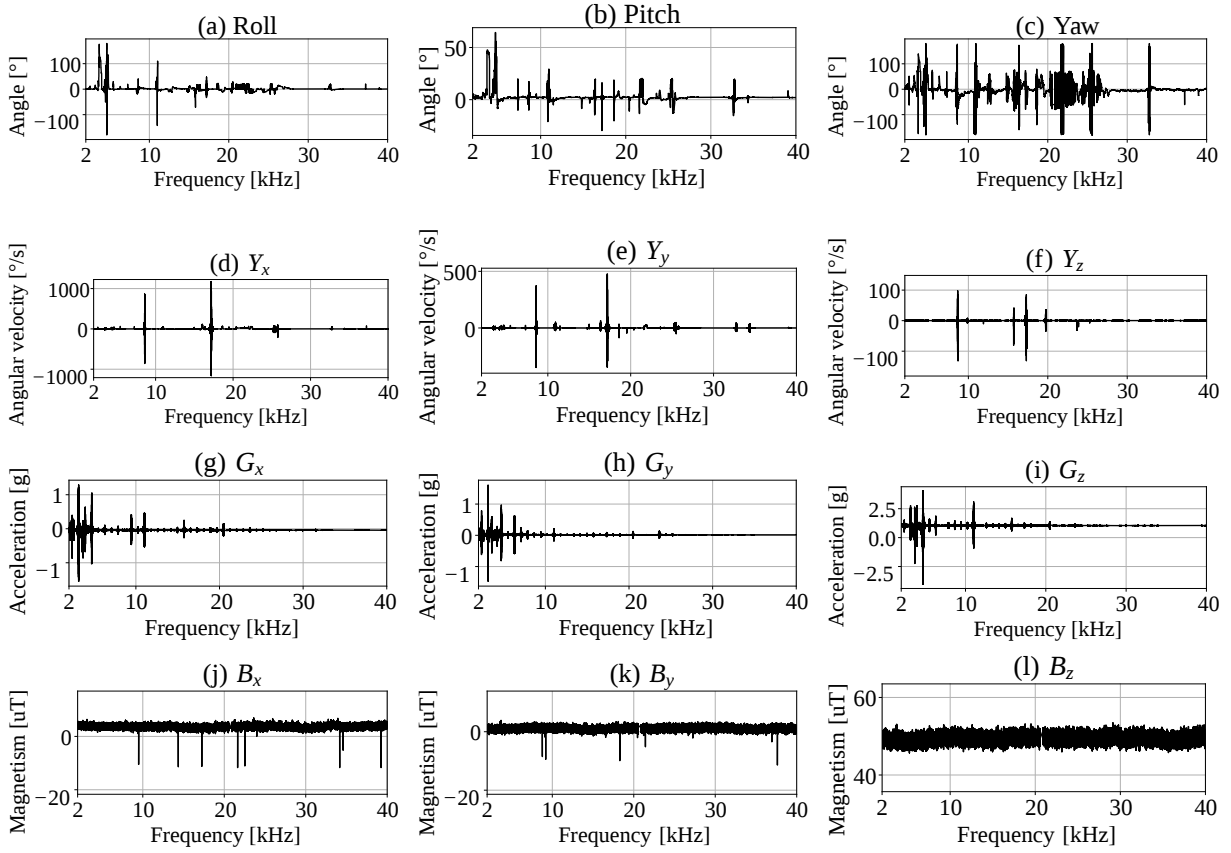 (a) Roll
Angle [°]
100
0
−100
2 10 20 30 40
Frequency [kHz]
(b) Pitch
Angle [°]
50
0
2 10 20 30 40
Frequency [kHz]
(c) Yaw
Angle [°]
100
0
−100
2 10 20 30 40
Frequency [kHz]
(d) Yx
Angular velocity [°/s]
1000
0
−1000
2 10 20 30 40
Frequency [kHz]
(e) Yy
Angular velocity [°/s]
500
0
2 10 20 30 40
Frequency [kHz]
(f) Yz
Angular velocity [°/s]
100
0
−100
2 10 20 30 40
Frequency [kHz]
(g) Gx
Acceleration [g]
1
0
−1
2 10 20 30 40
Frequency [kHz]
(h) Gy
Acceleration [g]
1
0
−1
2 10 20 30 40
Frequency [kHz]
(i) Gz
Acceleration [g]
2.5
0.0
−2.5
2 10 20 30 40
Frequency [kHz]
(j) Bx
Magnetism [uT]
0
−20
2 10 20 30 40
Frequency [kHz]
(k) By
Magnetism [uT]
0
−20
2 10 20 30 40
Frequency [kHz]
(l) Bz
Magnetism [uT]
60
40
2 10 20 30 40
Frequency [kHz]